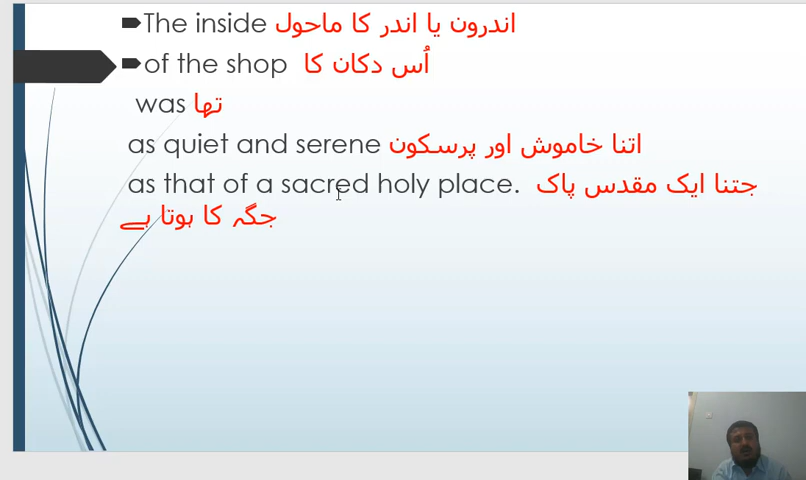 The inside اندرون یا اندر کا ماحول
of the shop اُس دکان کا
was تھا
as quiet and serene اتنا خاموش اور پرسکون
as that of a sacred holy place. جتنا ایک مقدس پاک
جگہ کا ہوتا ہے